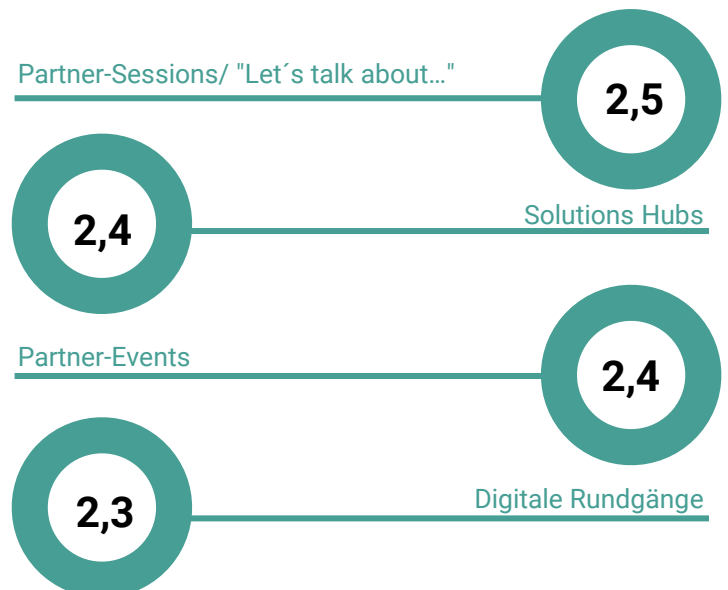 Partner-Sessions/ "Let´s talk about…"
2,5
2,4
Solutions Hubs
Partner-Events
2,4
2,3
Digitale Rundgänge